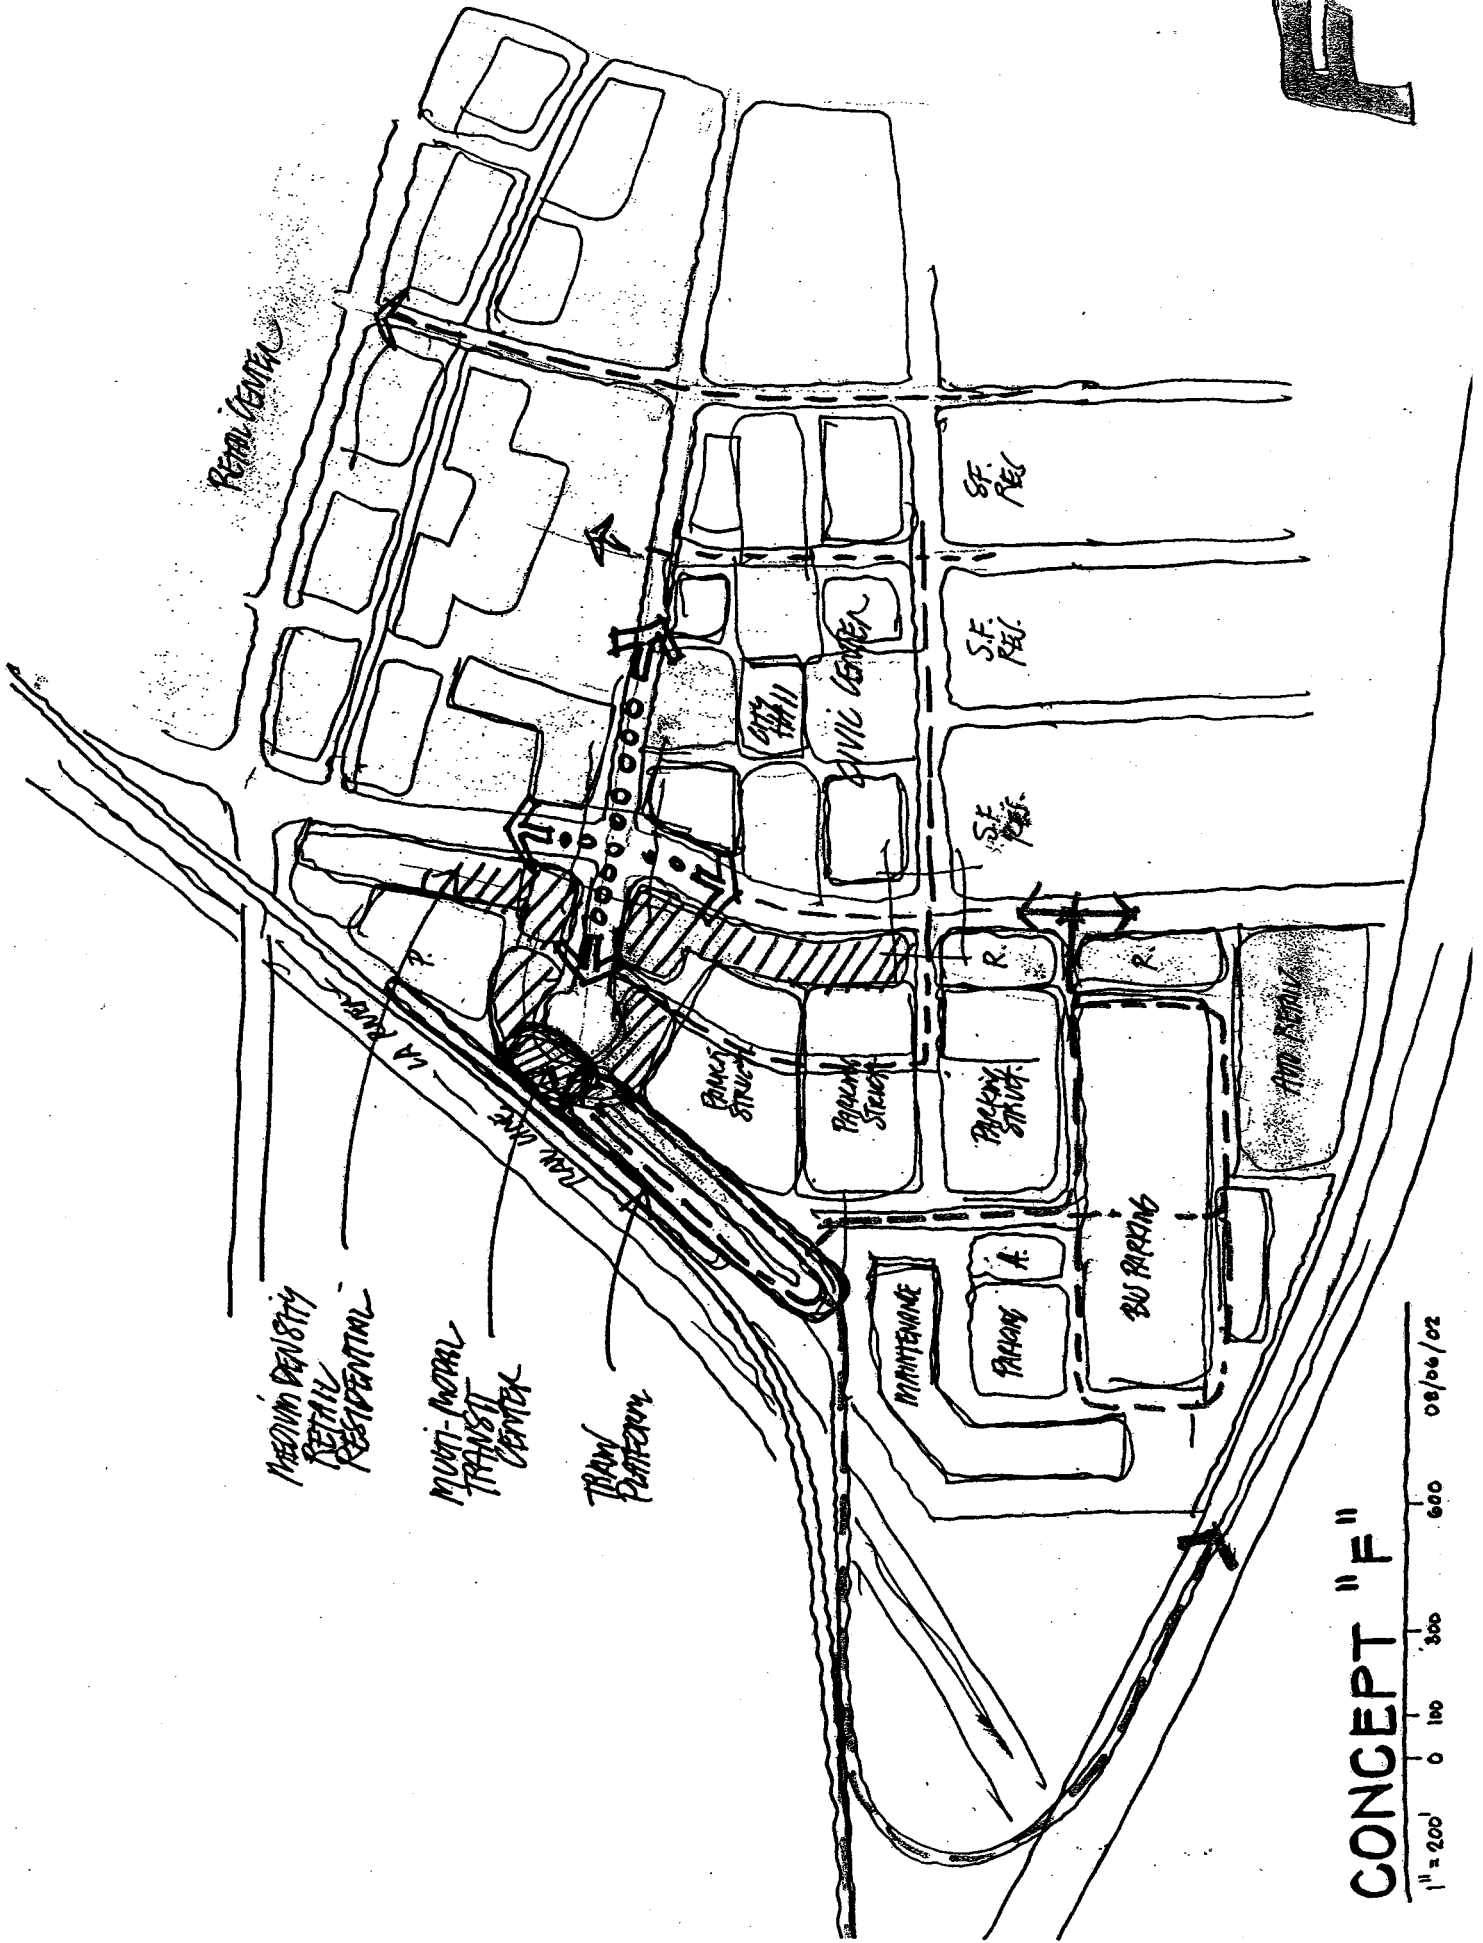 RETAIL CENTER
LA RIVER
RAIL LINE
MEDIUM DENSITY
RETAIL
RESIDENTIAL
MULTI-MODAL
TRANSIT
CENTER
TRAM
PLATFORM
P.
CITY
HALL
CIVIC CENTER
S.F.
RES.
S.F.
RES.
S.F.
RES.
R.
R.
PARKING
STRUCT.
PARKING
STRUCT.
PARKING
STRUCT.
MAINTENANCE
PARKING
A.
BUS PARKING
RETAIL
CONCEPT "F"
1" = 200' 0 100 300 600 08/06/02
F